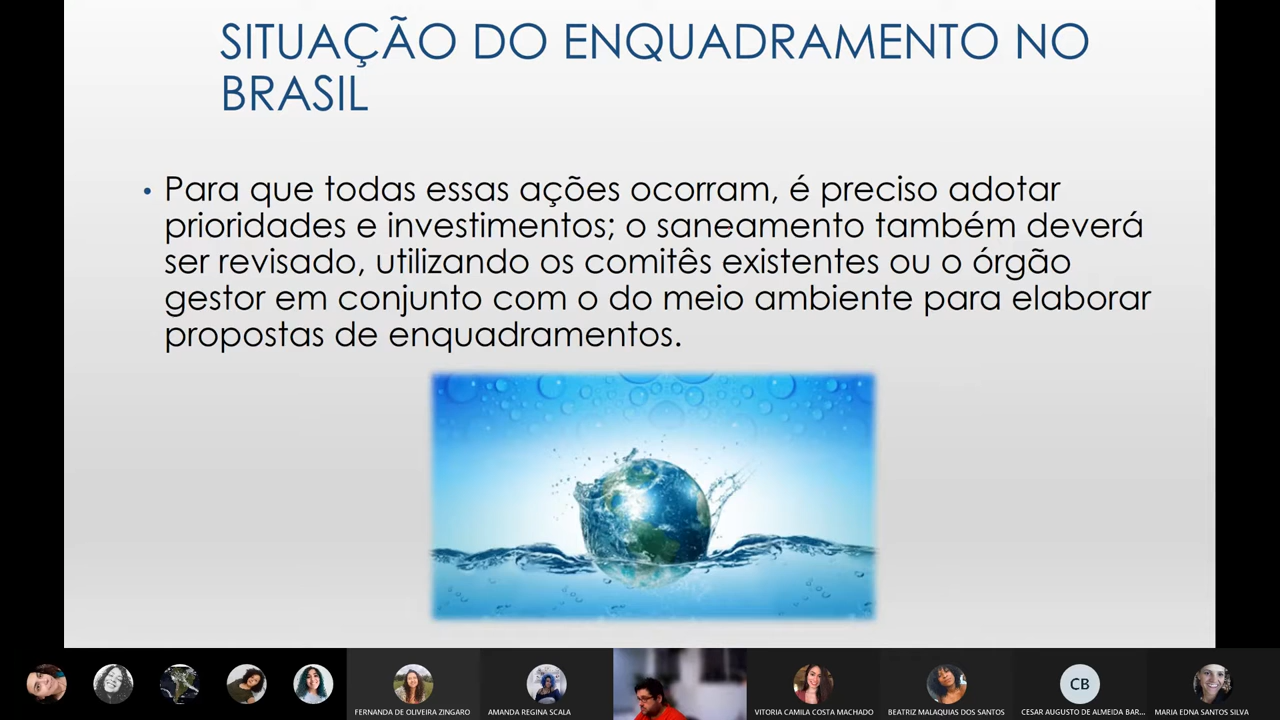 SITUAÇÃO DO ENQUADRAMENTO NO
BRASIL
• Para que todas essas ações ocorram, é preciso adotar
prioridades e investimentos; o saneamento também deverá
ser revisado, utilizando os comitês existentes ou o órgão
gestor em conjunto com o do meio ambiente para elaborar
propostas de enquadramentos.
CB
FERNANDA DE OLIVEIRA ZINGARO
AMANDA REGINA SCALA
VITORIA CAMILA COSTA MACHADO
BEATRIZ MALAQUIAS DOS SANTOS
CESAR AUGUSTO DE ALMEIDA BAR...
MARIA EDNA SANTOS SILVA